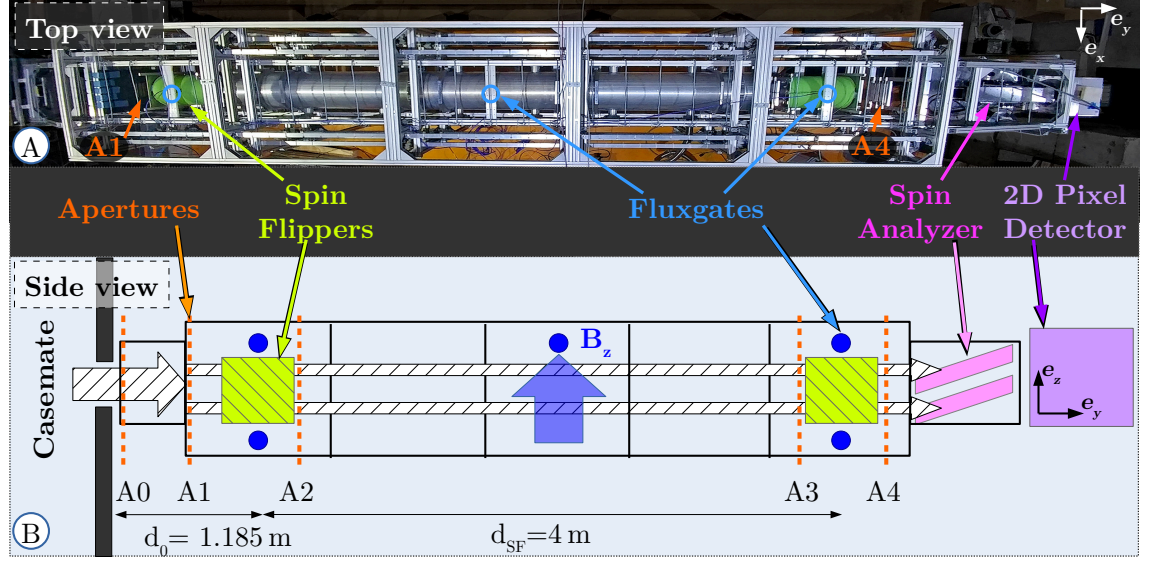 Top view
e_y
e_x
A
A1
A4
Apertures
Spin
Flippers
Fluxgates
Spin
Analyzer
2D Pixel
Detector
Side view
Casemate
B_z
e_z
e_y
A0
A1
A2
A3
A4
B
d_0= 1.185 m
d_SF=4 m